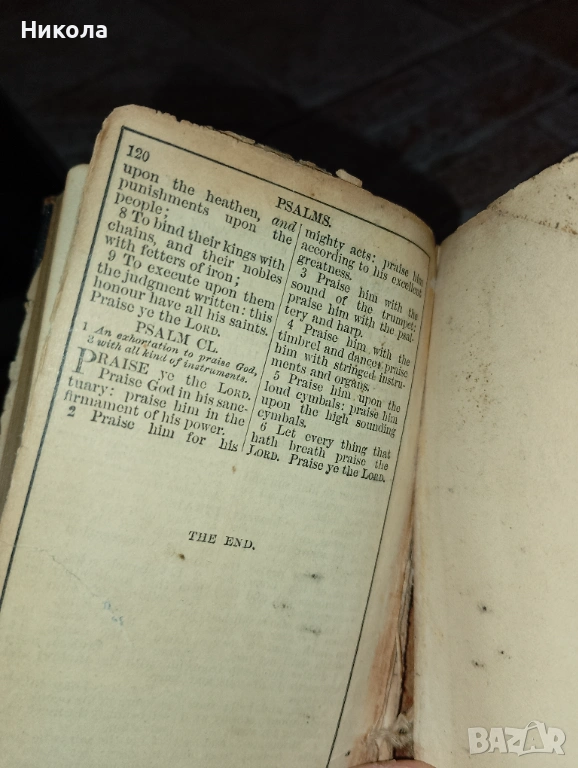 Никола
120
PSALMS.
upon the heathen, and
punishments upon the
people;
8 To bind their kings with
chains, and their nobles
with fetters of iron;
9 To execute upon them
the judgment written: this
honour have all his saints.
Praise ye the LORD.
PSALM CL.
1 An exhortation to praise God,
3 with all kind of instruments.
PRAISE ye the LORD.
Praise God in his sanc-
tuary: praise him in the
firmament of his power.
2 Praise him for his
mighty acts: praise him
according to his excellent
greatness.
3 Praise him with the
sound of the trumpet:
praise him with the psal-
tery and harp.
4 Praise him with the
timbrel and dance: praise
him with stringed instru-
ments and organs.
5 Praise him upon the
loud cymbals: praise him
upon the high sounding
cymbals.
6 Let every thing that
hath breath praise the
LORD. Praise ye the LORD.
THE END.
BAZAR